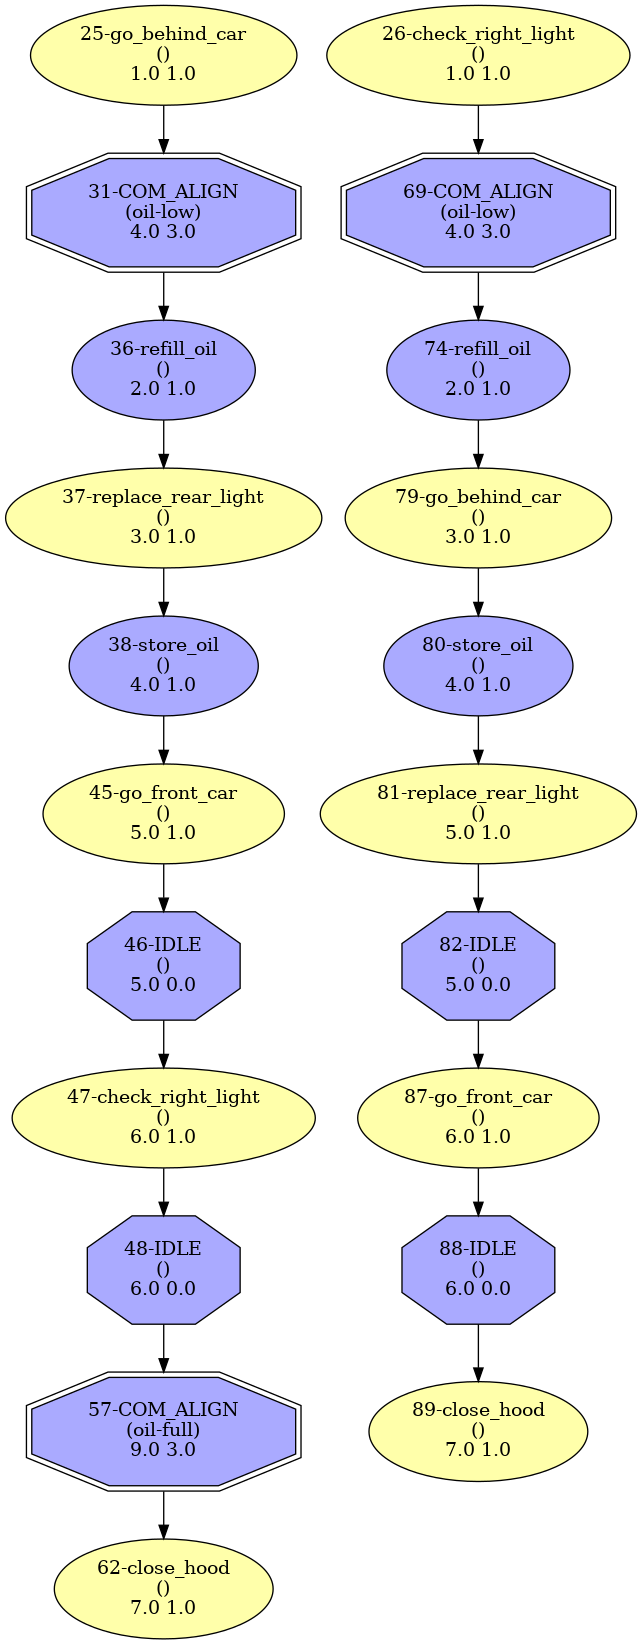 25-go_behind_car
()
1.0 1.0
31-COM_ALIGN
(oil-low)
4.0 3.0
36-refill_oil
()
2.0 1.0
37-replace_rear_light
()
3.0 1.0
38-store_oil
()
4.0 1.0
45-go_front_car
()
5.0 1.0
46-IDLE
()
5.0 0.0
47-check_right_light
()
6.0 1.0
48-IDLE
()
6.0 0.0
57-COM_ALIGN
(oil-full)
9.0 3.0
62-close_hood
()
7.0 1.0
26-check_right_light
()
1.0 1.0
69-COM_ALIGN
(oil-low)
4.0 3.0
74-refill_oil
()
2.0 1.0
79-go_behind_car
()
3.0 1.0
80-store_oil
()
4.0 1.0
81-replace_rear_light
()
5.0 1.0
82-IDLE
()
5.0 0.0
87-go_front_car
()
6.0 1.0
88-IDLE
()
6.0 0.0
89-close_hood
()
7.0 1.0